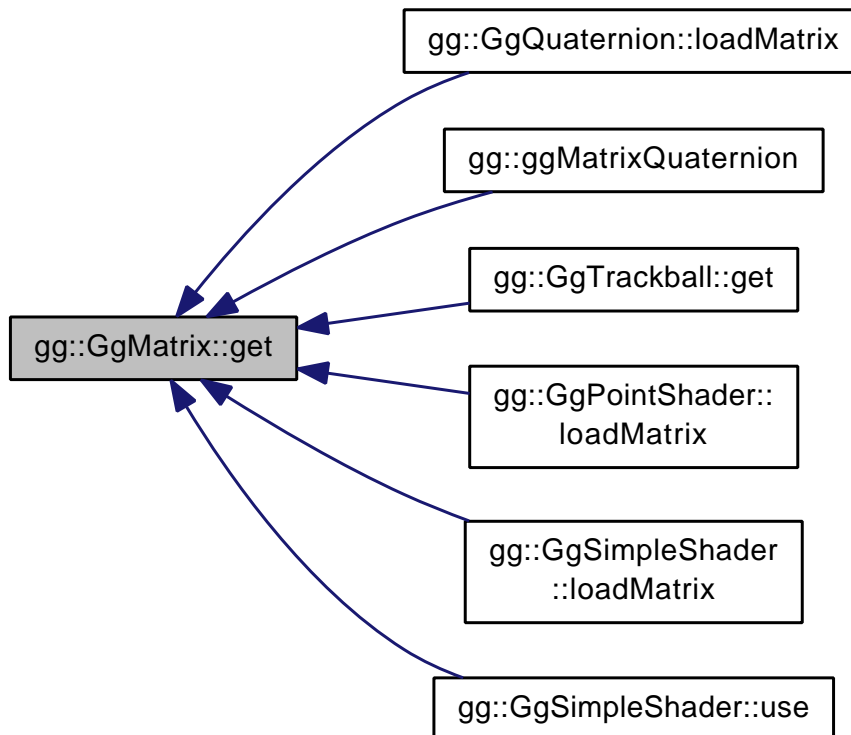 gg::GgQuaternion::loadMatrix
gg::ggMatrixQuaternion
gg::GgTrackball::get
gg::GgMatrix::get
gg::GgPointShader::
loadMatrix
gg::GgSimpleShader
::loadMatrix
gg::GgSimpleShader::use